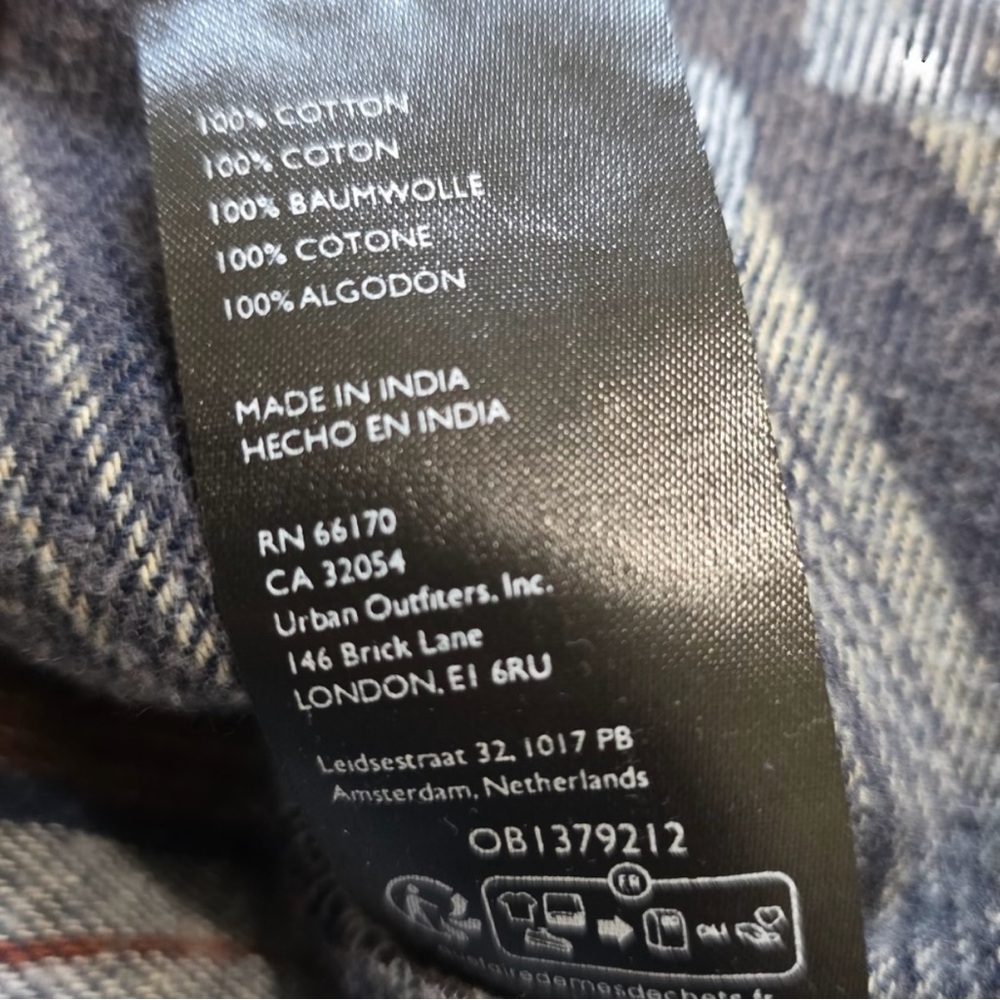 100% COTTON
100% COTON
100% BAUMWOLLE
100% COTONE
100% ALGODÓN
MADE IN INDIA
HECHO EN INDIA
RN 66170
CA 32054
Urban Outfitters, Inc.
146 Brick Lane
LONDON, E1 6RU
Leidsestraat 32, 1017 PB
Amsterdam, Netherlands
OB1379212
FR
OU